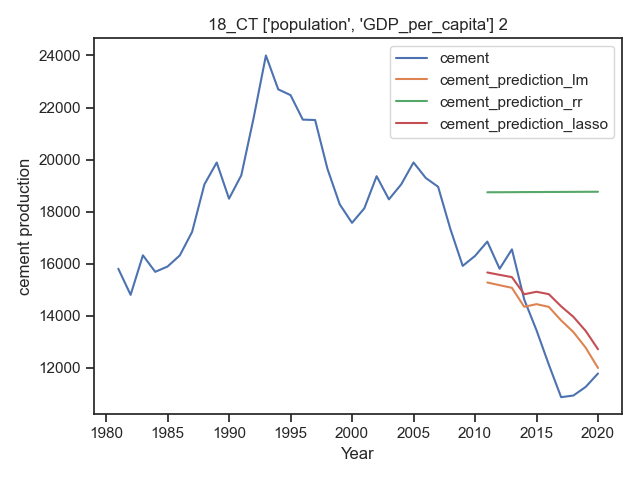 18_CT ['population', 'GDP_per_capita'] 2
cement
cement_prediction_lm
cement_prediction_rr
cement_prediction_lasso
cement production
24000
22000
20000
18000
16000
14000
12000
1980 1985 1990 1995 2000 2005 2010 2015 2020
Year